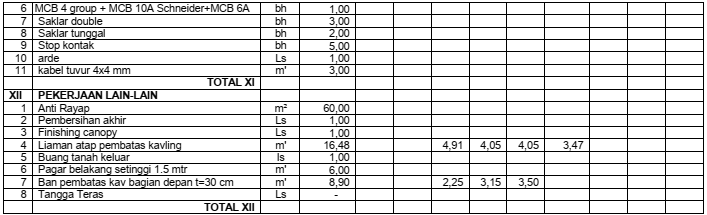 6 MCB 4 group + MCB 10A Schneider+MCB 6A bh 1,00
7 Saklar double bh 3,00
8 Saklar tunggal bh 2,00
9 Stop kontak bh 5,00
10 arde Ls 1,00
11 kabel tuvur 4x4 mm m' 3,00
TOTAL XI
XII PEKERJAAN LAIN-LAIN
1 Anti Rayap m² 60,00
2 Pembersihan akhir Ls 1,00
3 Finishing canopy Ls 1,00
4 Liaman atap pembatas kavling m' 16,48 4,91 4,05 4,05 3,47
5 Buang tanah keluar ls 1,00
6 Pagar belakang setinggi 1.5 mtr m' 6,00
7 Ban pembatas kav bagian depan t=30 cm m' 8,90 2,25 3,15 3,50
8 Tangga Teras Ls -
TOTAL XII